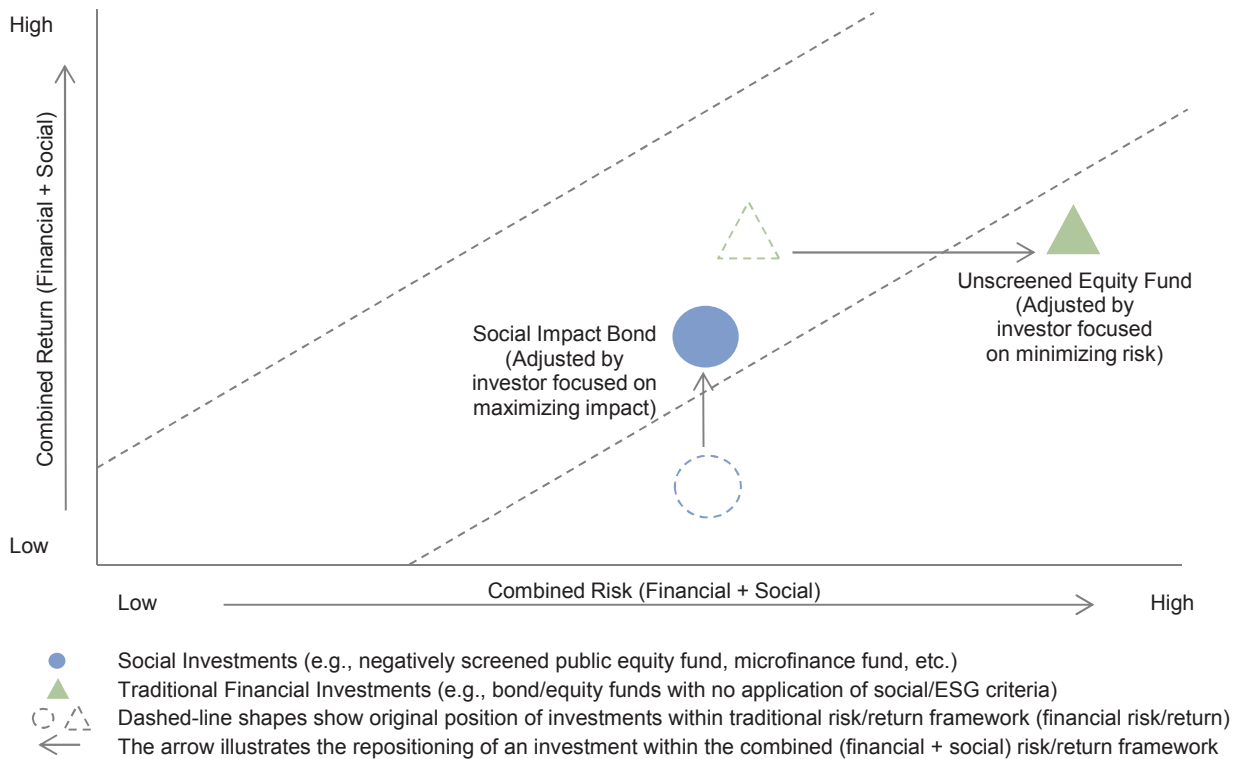 High
Combined Return (Financial + Social)
Low
Unscreened Equity Fund
(Adjusted by
investor focused
on minimizing risk)
Social Impact Bond
(Adjusted by
investor focused on
maximizing impact)
Combined Risk (Financial + Social)
Low
High
Social Investments (e.g., negatively screened public equity fund, microfinance fund, etc.)
Traditional Financial Investments (e.g., bond/equity funds with no application of social/ESG criteria)
Dashed-line shapes show original position of investments within traditional risk/return framework (financial risk/return)
The arrow illustrates the repositioning of an investment within the combined (financial + social) risk/return framework